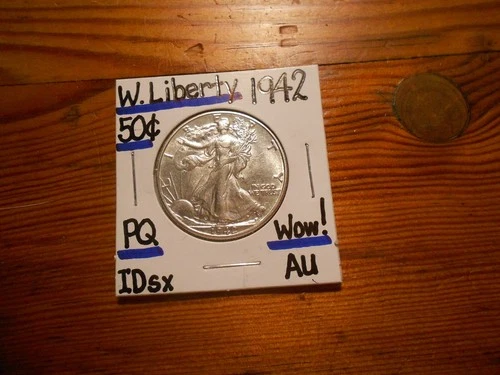 W. Liberty 1942
50¢
PQ
Wow!
IDsx
AU